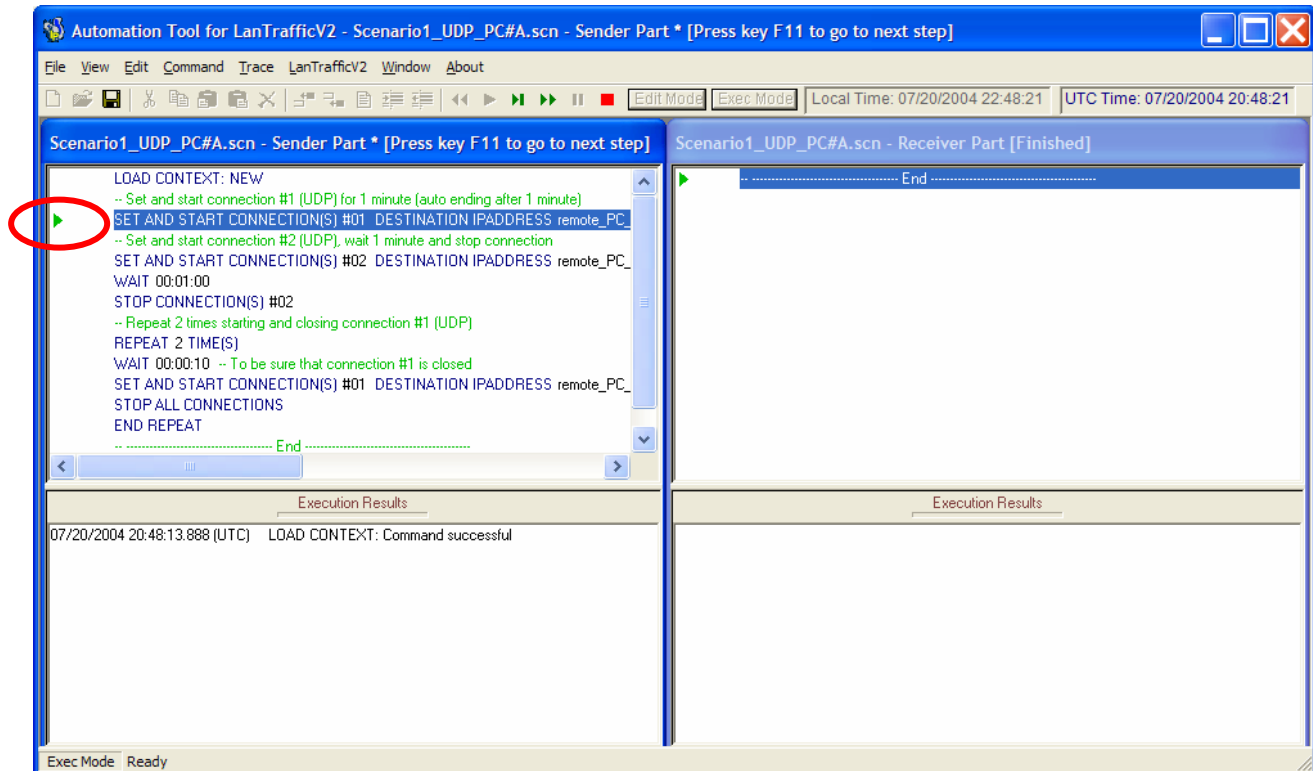 Automation Tool for LanTrafficV2 - Scenario1_UDP_PC#A.scn - Sender Part * [Press key F11 to go to next step]
File View Edit Command Trace LanTrafficV2 Window About
Edit Mode Exec Mode Local Time: 07/20/2004 22:48:21 UTC Time: 07/20/2004 20:48:21
Scenario1_UDP_PC#A.scn - Sender Part * [Press key F11 to go to next step]
LOAD CONTEXT: NEW
-- Set and start connection #1 (UDP) for 1 minute (auto ending after 1 minute)
SET AND START CONNECTION(S) #01 DESTINATION IPADDRESS remote_PC_
-- Set and start connection #2 (UDP), wait 1 minute and stop connection
SET AND START CONNECTION(S) #02 DESTINATION IPADDRESS remote_PC_
WAIT 00:01:00
STOP CONNECTION(S) #02
-- Repeat 2 times starting and closing connection #1 (UDP)
REPEAT 2 TIME(S)
WAIT 00:00:10 -- To be sure that connection #1 is closed
SET AND START CONNECTION(S) #01 DESTINATION IPADDRESS remote_PC_
STOP ALL CONNECTIONS
END REPEAT
-- ------------------------------------ End ----------------------------------------
Execution Results
07/20/2004 20:48:13.888 (UTC) LOAD CONTEXT: Command successful
Scenario1_UDP_PC#A.scn - Receiver Part [Finished]
-- ------------------------------------ End ----------------------------------------
Execution Results
Exec Mode Ready